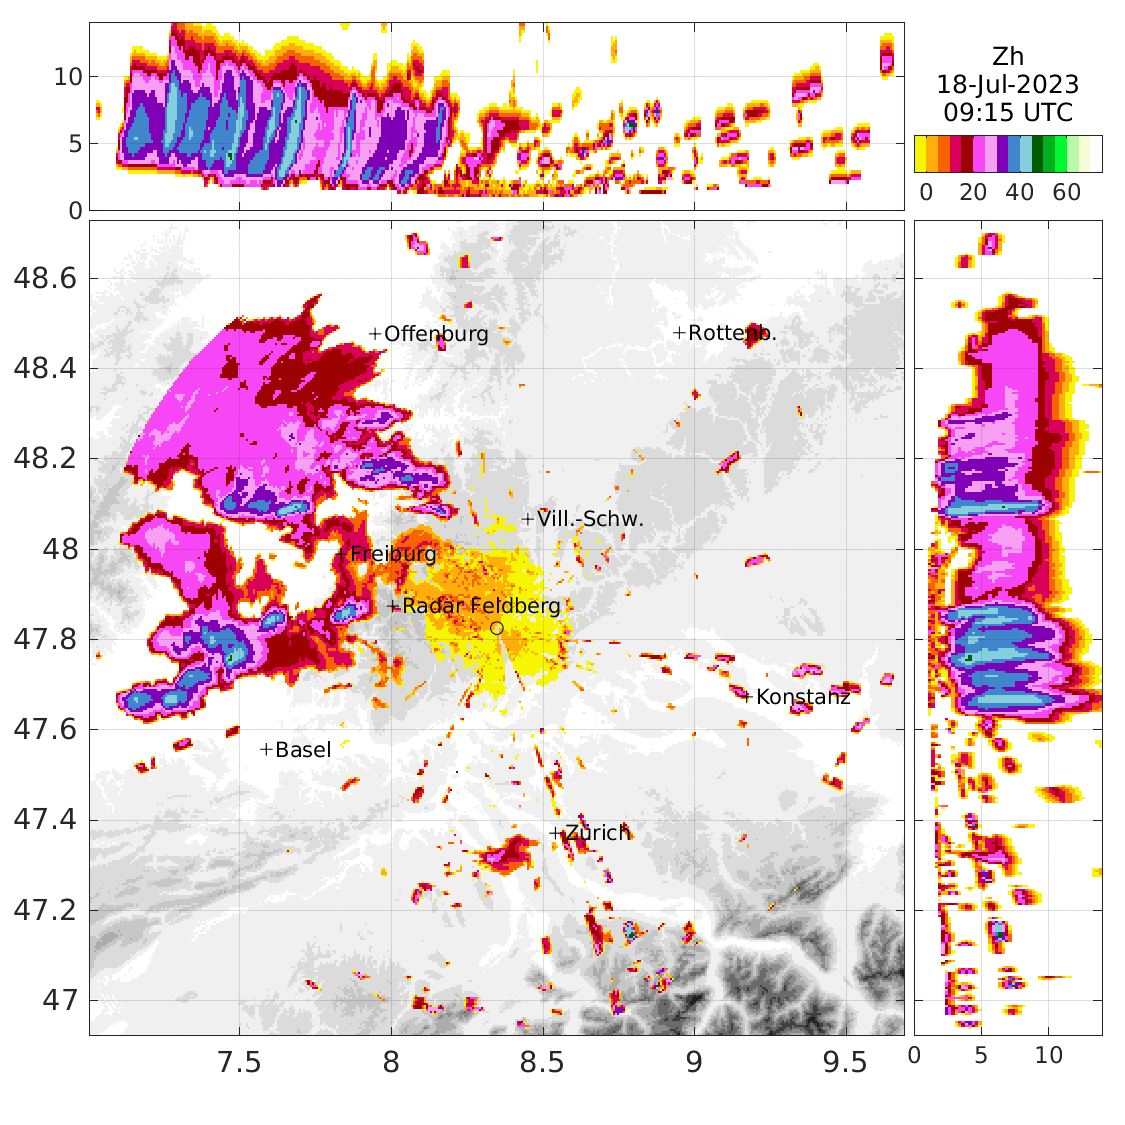 10
5
0
Zh
18-Jul-2023
09:15 UTC
0 20 40 60
48.6
48.4
48.2
48
47.8
47.6
47.4
47.2
47
+Offenburg
+Rottenb.
+Vill.-Schw.
+Freiburg
+Radar Feldberg
+Konstanz
+Basel
+Zürich
7.5 8 8.5 9 9.5
0 5 10